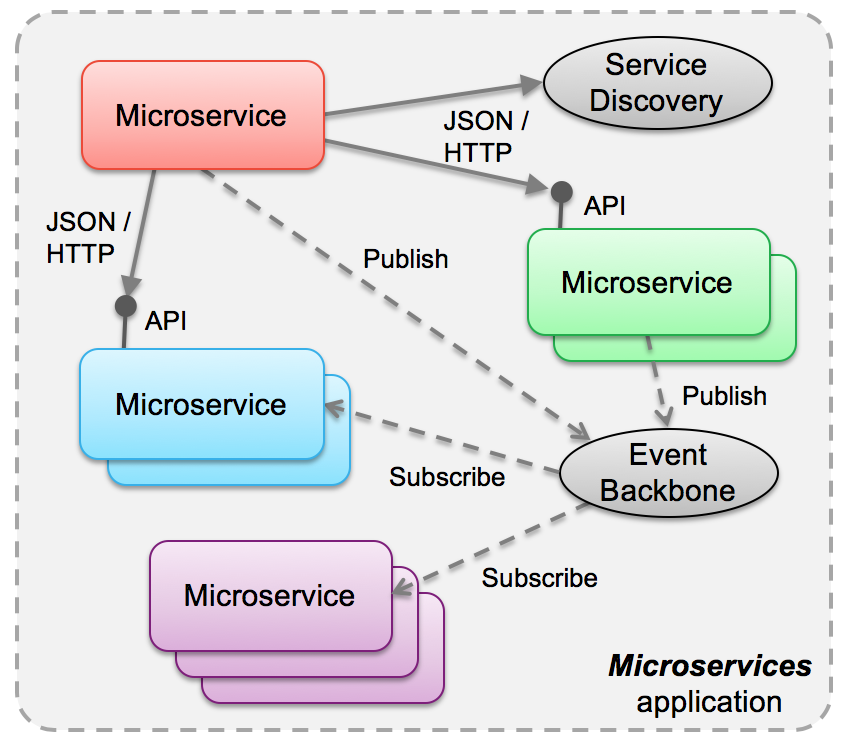 Service
Discovery
Microservice
JSON /
HTTP
API
JSON /
HTTP
Publish
Microservice
API
Microservice
Publish
Event
Backbone
Subscribe
Subscribe
Microservice
Microservices
application